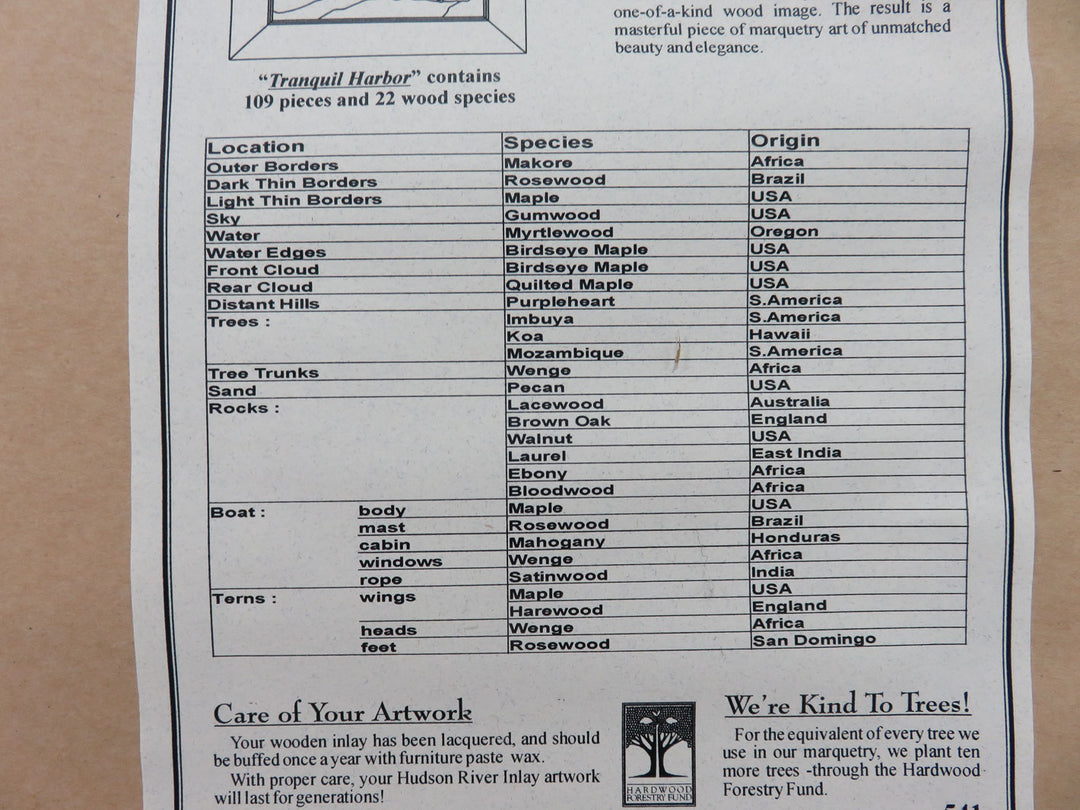 one-of-a-kind wood image. The result is a
masterful piece of marquetry art of unmatched
beauty and elegance.
“Tranquil Harbor” contains
109 pieces and 22 wood species
Location Species Origin
Outer Borders Makore Africa
Dark Thin Borders Rosewood Brazil
Light Thin Borders Maple USA
Sky Gumwood USA
Water Myrtlewood Oregon
Water Edges Birdseye Maple USA
Front Cloud Birdseye Maple USA
Rear Cloud Quilted Maple USA
Distant Hills Purpleheart S.America
Trees : Imbuya S.America
Koa Hawaii
Mozambique S.America
Tree Trunks Wenge Africa
Sand Pecan USA
Rocks : Lacewood Australia
Brown Oak England
Walnut USA
Laurel East India
Ebony Africa
Bloodwood Africa
Boat : body Maple USA
mast Rosewood Brazil
cabin Mahogany Honduras
windows Wenge Africa
rope Satinwood India
Terns : wings Maple USA
Harewood England
heads Wenge Africa
feet Rosewood San Domingo
Care of Your Artwork
Your wooden inlay has been lacquered, and should
be buffed once a year with furniture paste wax.
With proper care, your Hudson River Inlay artwork
will last for generations!
HARDWOOD
FORESTRY FUND
We're Kind To Trees!
For the equivalent of every tree we
use in our marquetry, we plant ten
more trees -through the Hardwood
Forestry Fund.